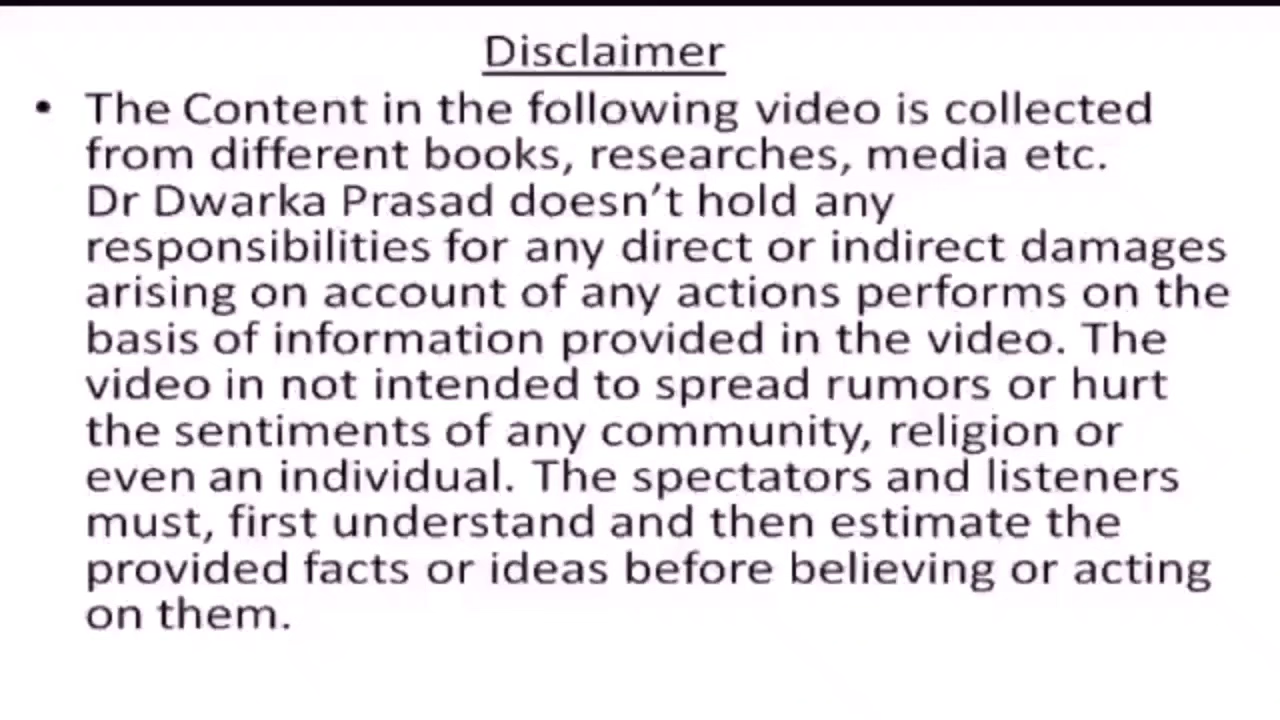 Disclaimer
• The Content in the following video is collected
from different books, researches, media etc.
Dr Dwarka Prasad doesn’t hold any
responsibilities for any direct or indirect damages
arising on account of any actions performs on the
basis of information provided in the video. The
video in not intended to spread rumors or hurt
the sentiments of any community, religion or
even an individual. The spectators and listeners
must, first understand and then estimate the
provided facts or ideas before believing or acting
on them.